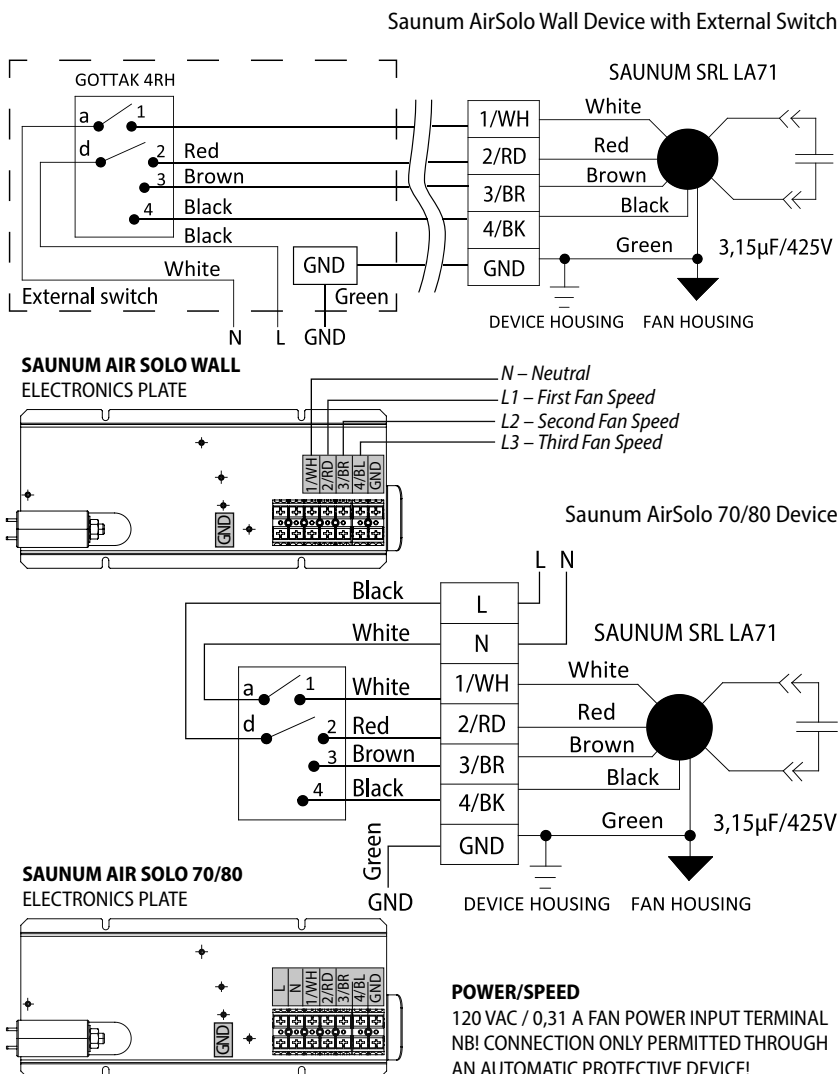 Saunum AirSolo Wall Device with External Switch
GOTTAK 4RH
SAUNUM SRL LA71
a 1
d 2 Red
3 Brown
4 Black
Black
White
External switch
GND
Green
N L GND
1/WH
2/RD
3/BR
4/BK
GND
White
Red
Brown
Black
Green
3,15µF/425V
DEVICE HOUSING FAN HOUSING
SAUNUM AIR SOLO WALL
ELECTRONICS PLATE
N – Neutral
L1 – First Fan Speed
L2 – Second Fan Speed
L3 – Third Fan Speed
1/WH
2/RD
3/BR
4/BL
GND
GND
Saunum AirSolo 70/80 Device
L N
Black
White
a 1 White
d 2 Red
3 Brown
4 Black
Green
GND
L
N
1/WH
2/RD
3/BR
4/BK
GND
SAUNUM SRL LA71
White
Red
Brown
Black
Green
3,15µF/425V
DEVICE HOUSING FAN HOUSING
SAUNUM AIR SOLO 70/80
ELECTRONICS PLATE
L
N
1/WH
2/RD
3/BR
4/BL
GND
GND
POWER/SPEED
120 VAC / 0,31 A FAN POWER INPUT TERMINAL
NB! CONNECTION ONLY PERMITTED THROUGH
AN AUTOMATIC PROTECTIVE DEVICE!